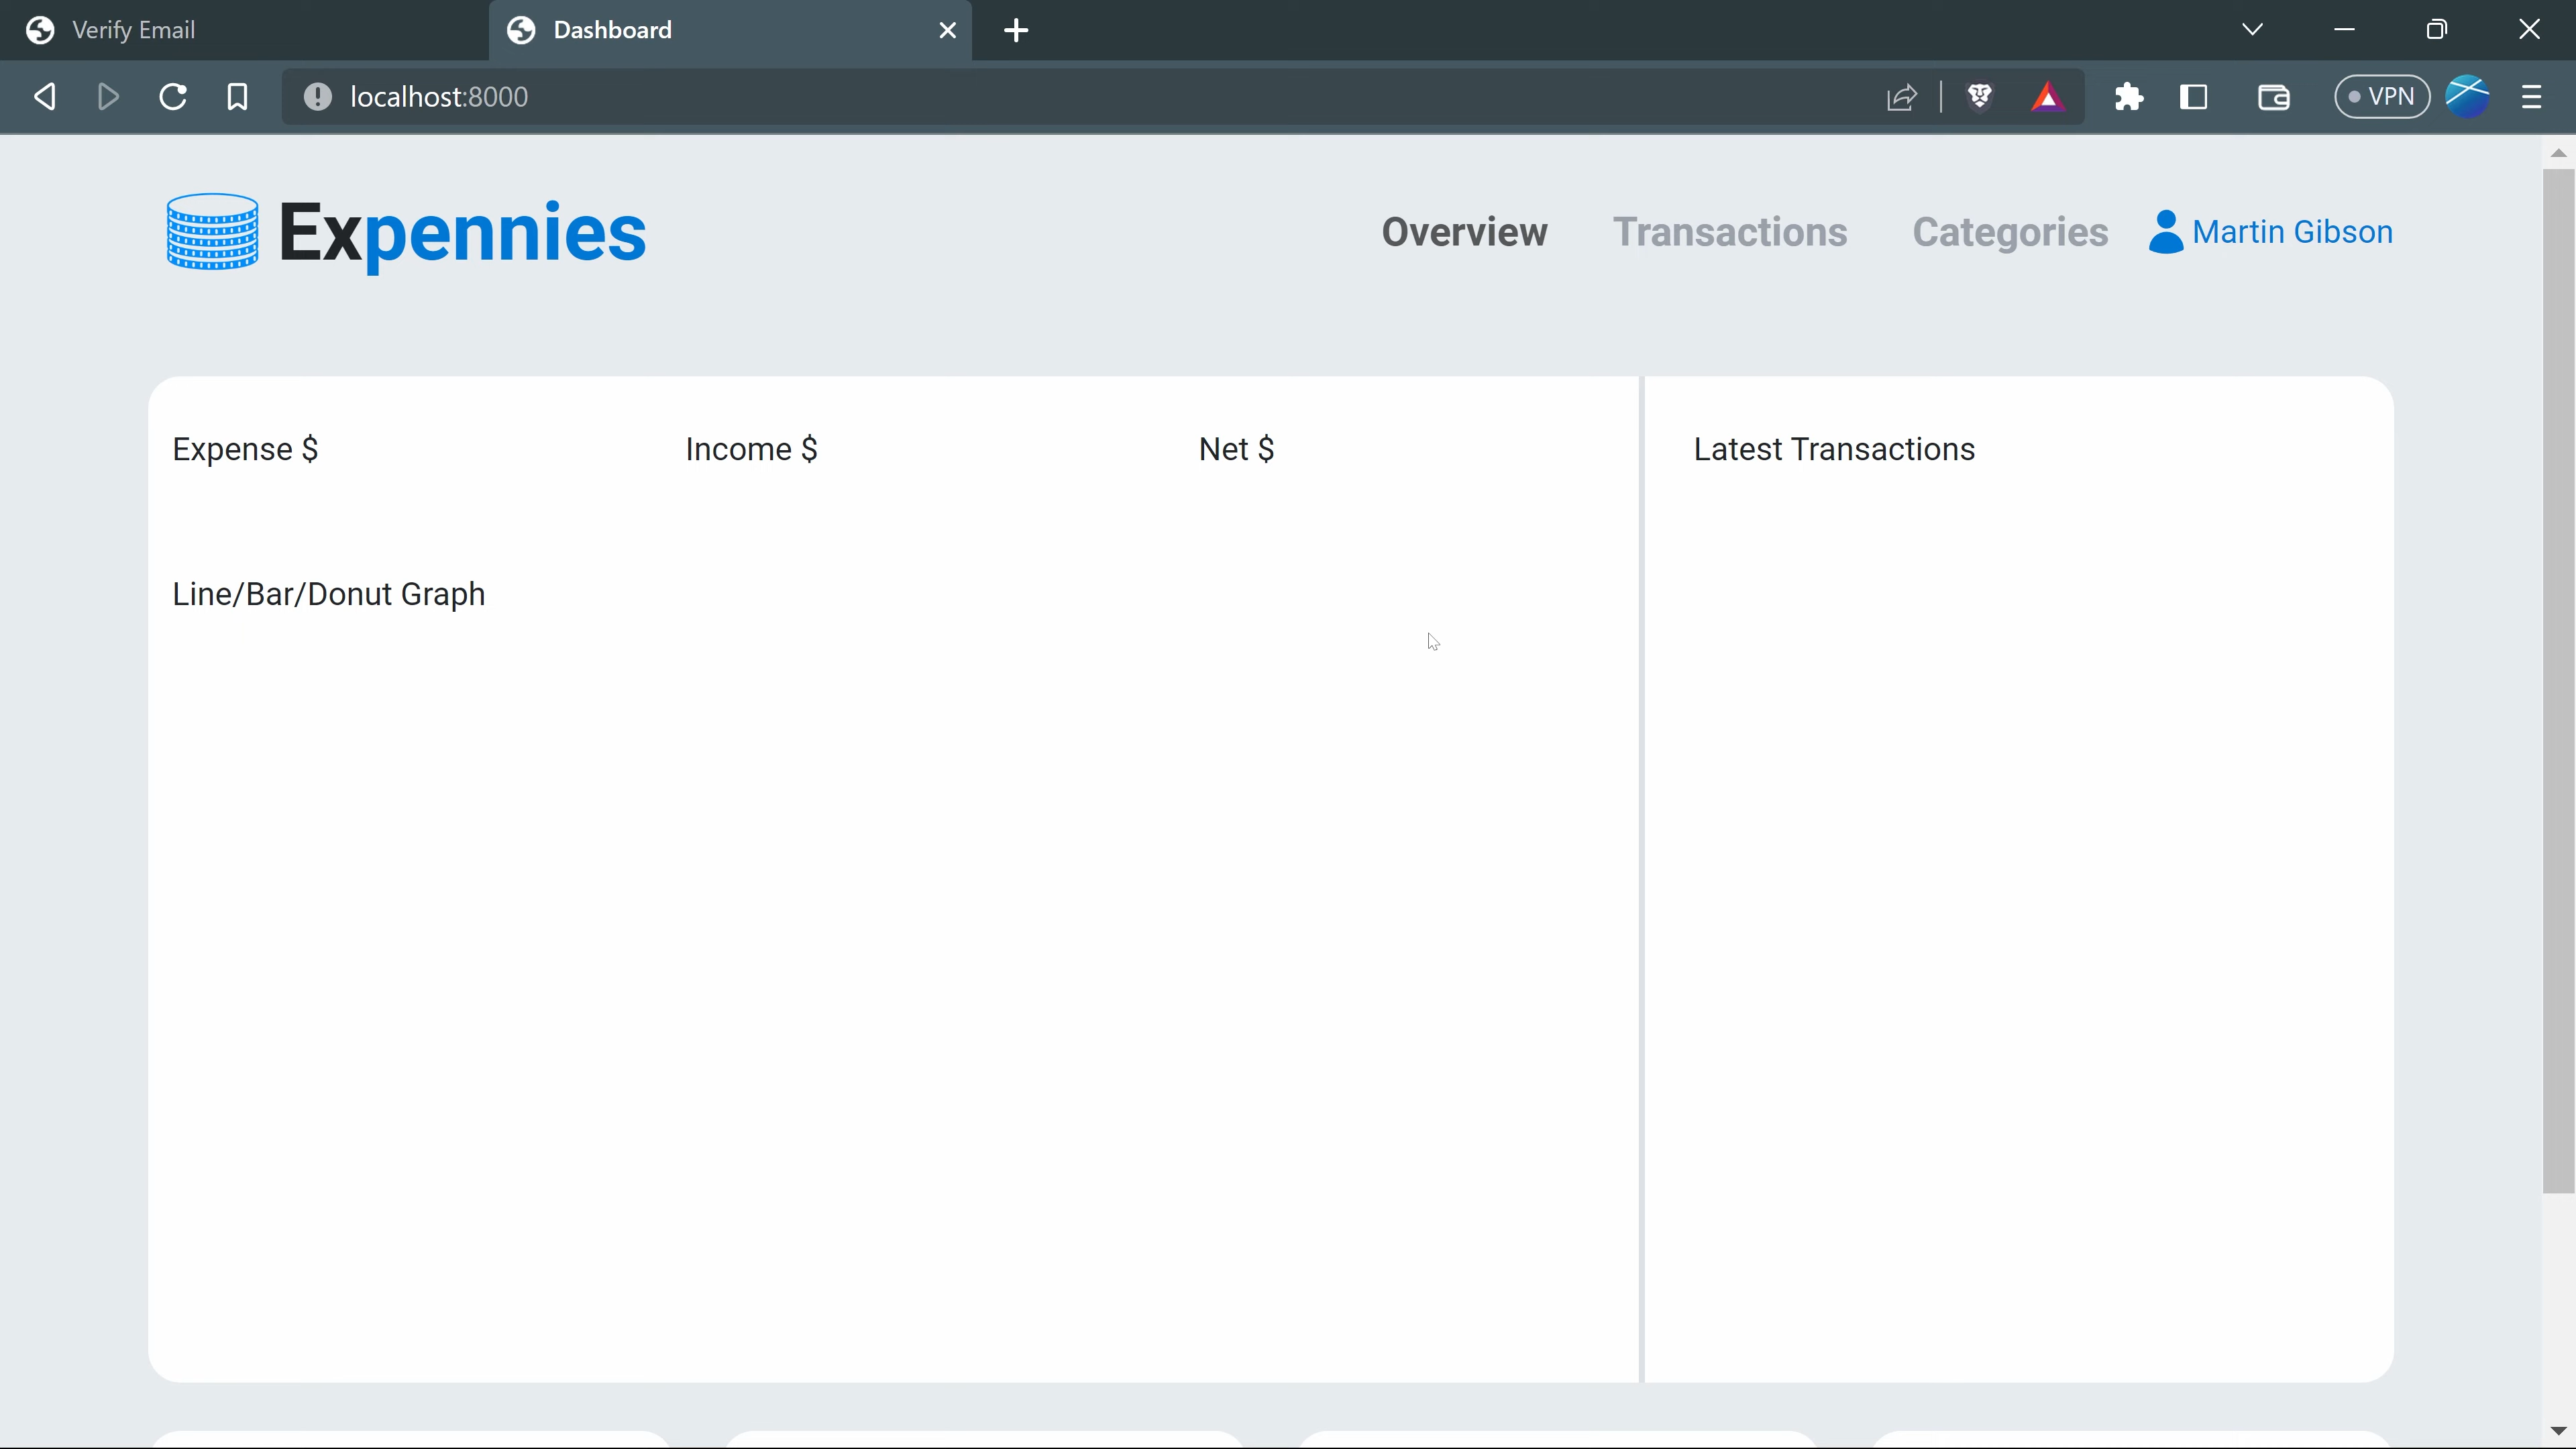 Verify Email
Dashboard
localhost:8000
VPN
Expennies
Overview
Transactions
Categories
Martin Gibson
Expense $
Income $
Net $
Latest Transactions
Line/Bar/Donut Graph